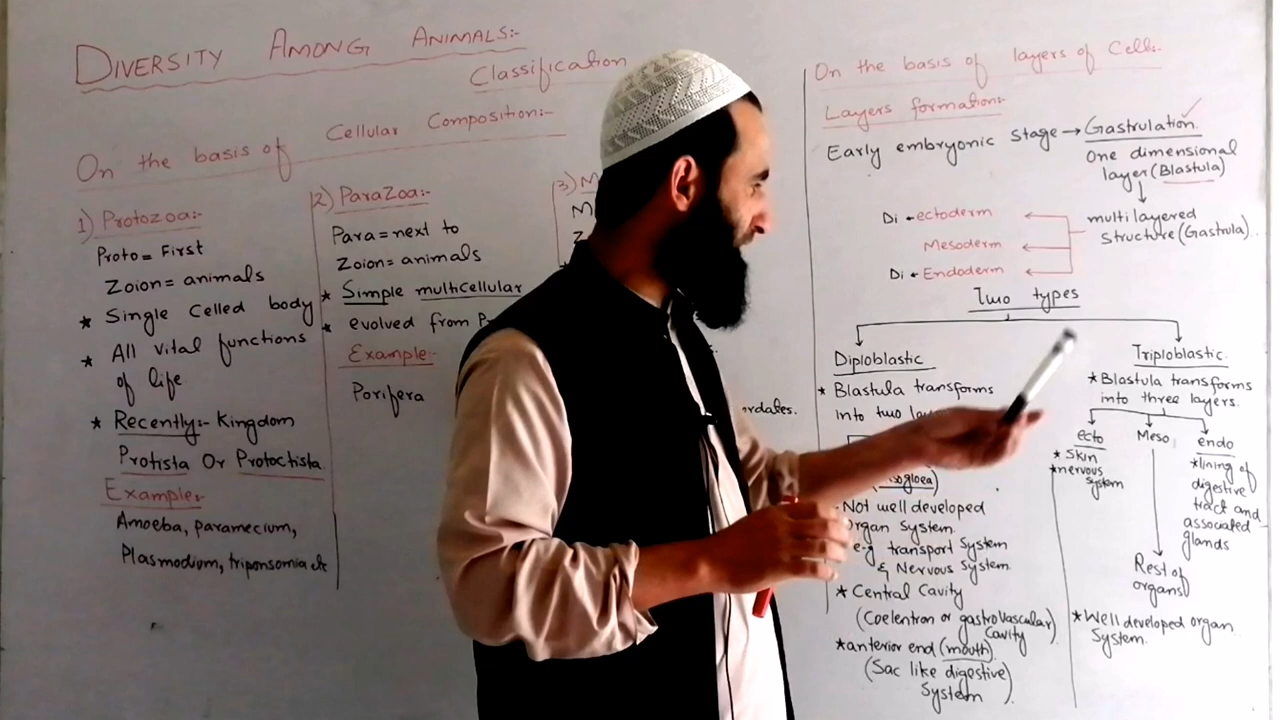 DIVERSITY AMONG ANIMALS:-
Classification
On the basis of Cellular Composition:-
1) Protozoa:-
Proto = First
Zoion = animals
* Single Celled body
* All vital functions
of life
* Recently:- Kingdom
Protista Or Protoctista
Examples:-
Amoeba, paramecium,
Plasmodium, triponsomia etc
2) ParaZoa:-
Para = next to
Zoion = animals
* Simple multicellular
* evolved from
Example:-
Porifera
3) M
M
Z
ordates.
On the basis of layers of Cells:-
Layers formation:-
Early embryonic stage → Gastrulation
One dimensional
layer (Blastula)
multilayered
Structure (Gastrula)..
Di ectoderm
Mesoderm
Di Endoderm
Two types
Diploblastic
* Blastula transforms
into two
Not well developed
organ System.
e.g transport System
& Nervous System
* Central Cavity
(Coelentron or gastroVascular
Cavity)
* anterior end (mouth)
(Sac like digestive
System)
Triploblastic
* Blastula transforms
into three layers.
ecto
* Skin
* nervous
System
Meso
Rest of
organs
endo
* lining of
digestive
tract and
associated
glands
* Well developed organ
System.